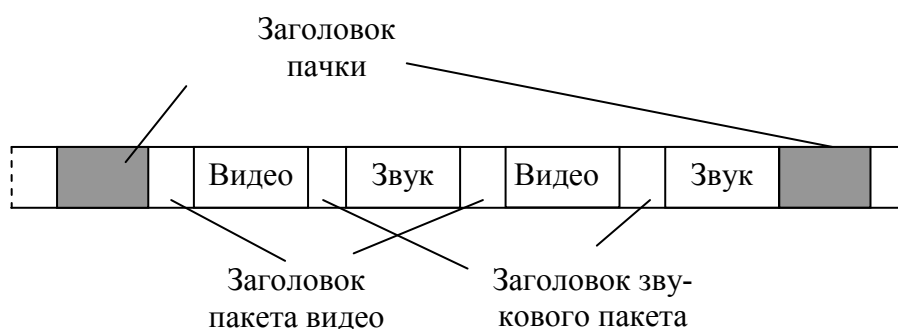 Заголовок
пачки
Видео
Звук
Видео
Звук
Заголовок
пакета видео
Заголовок зву-
кового пакета